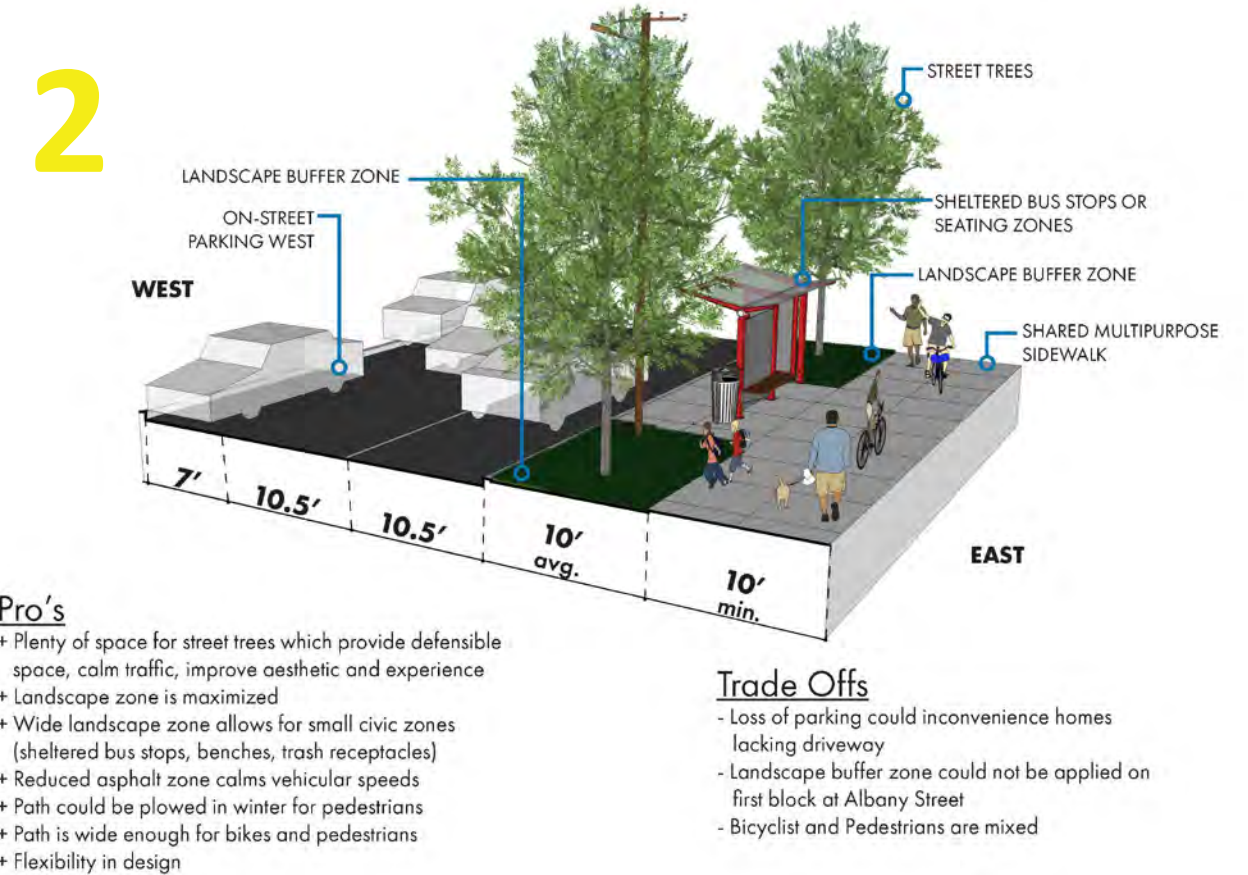 2
STREET TREES
LANDSCAPE BUFFER ZONE
ON-STREET
PARKING WEST
SHELTERED BUS STOPS OR
SEATING ZONES
WEST
LANDSCAPE BUFFER ZONE
SHARED MULTIPURPOSE
SIDEWALK
7'
10.5'
10.5'
10'
avg.
10'
min.
EAST
Pro's
+ Plenty of space for street trees which provide defensible
space, calm traffic, improve aesthetic and experience
+ Landscape zone is maximized
+ Wide landscape zone allows for small civic zones
(sheltered bus stops, benches, trash receptacles)
+ Reduced asphalt zone calms vehicular speeds
+ Path could be plowed in winter for pedestrians
+ Path is wide enough for bikes and pedestrians
+ Flexibility in design
Trade Offs
- Loss of parking could inconvenience homes
lacking driveway
- Landscape buffer zone could not be applied on
first block at Albany Street
- Bicyclist and Pedestrians are mixed